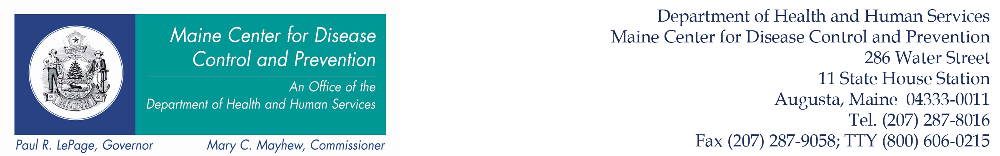 Maine Center for Disease
Control and Prevention
An Office of the
Department of Health and Human Services
DIRIGO
MAINE
Paul R. LePage, Governor
Mary C. Mayhew, Commissioner
Department of Health and Human Services
Maine Center for Disease Control and Prevention
286 Water Street
11 State House Station
Augusta, Maine  04333-0011
Tel. (207) 287-8016
Fax (207) 287-9058; TTY (800) 606-0215